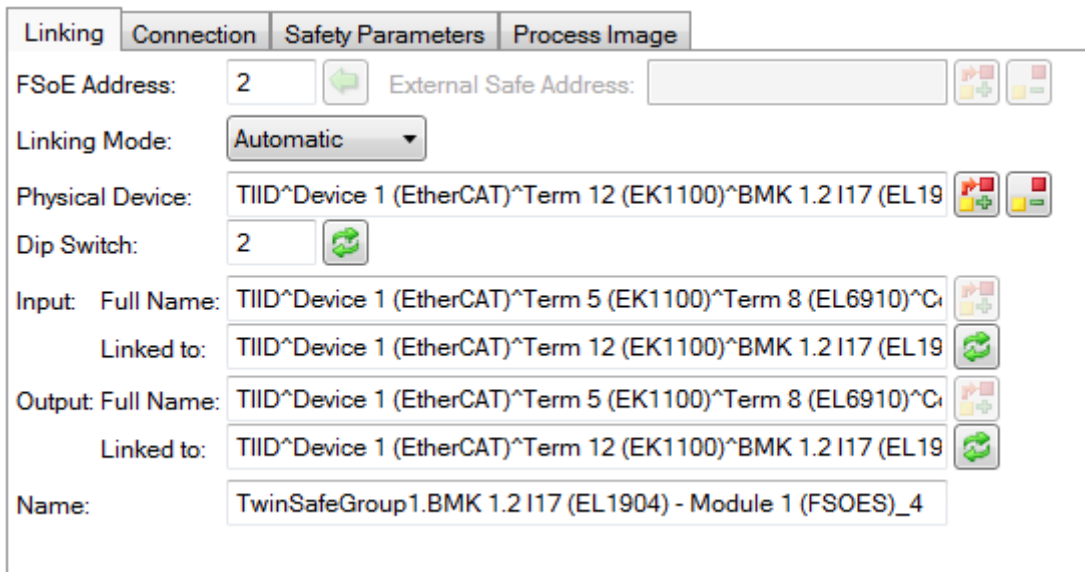 Linking Connection Safety Parameters Process Image
FSoE Address: 2 External Safe Address:
Linking Mode: Automatic
Physical Device: TIID^Device 1 (EtherCAT)^Term 12 (EK1100)^BMK 1.2 I17 (EL19
Dip Switch: 2
Input: Full Name: TIID^Device 1 (EtherCAT)^Term 5 (EK1100)^Term 8 (EL6910)^Co
Linked to: TIID^Device 1 (EtherCAT)^Term 12 (EK1100)^BMK 1.2 I17 (EL19
Output: Full Name: TIID^Device 1 (EtherCAT)^Term 5 (EK1100)^Term 8 (EL6910)^Co
Linked to: TIID^Device 1 (EtherCAT)^Term 12 (EK1100)^BMK 1.2 I17 (EL19
Name: TwinSafeGroup1.BMK 1.2 I17 (EL1904) - Module 1 (FSOES)_4